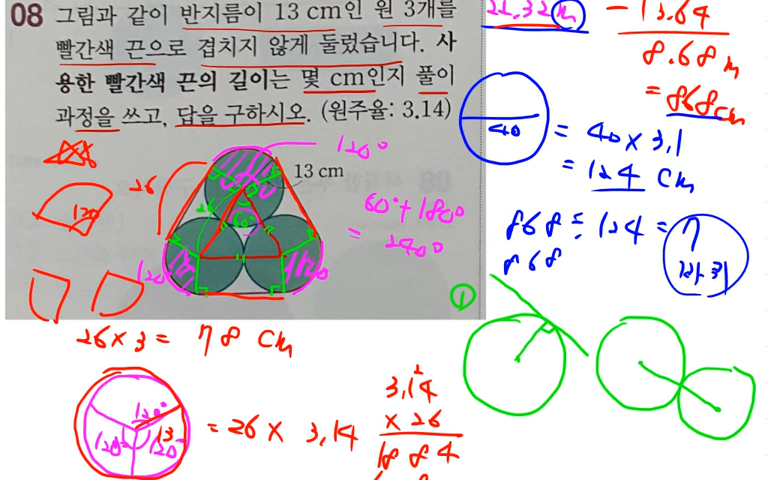 08 그림과 같이 반지름이 13 cm인 원 3개를
빨간색 끈으로 겹치지 않게 둘렀습니다. 사
용한 빨간색 끈의 길이는 몇 cm인지 풀이
과정을 쓰고, 답을 구하시오. (원주율: 3.14)
120°
13 cm
26
26
120
60°+180°
= 240°
120
120
①
26×3 = 78 cm
120°
13
120° 120°
= 26 × 3.14
3.14
× 26
1884
-13.64
8.68m
= 868cm
40
= 40×3.1
= 124 cm
868÷124 = 7
868
바퀴